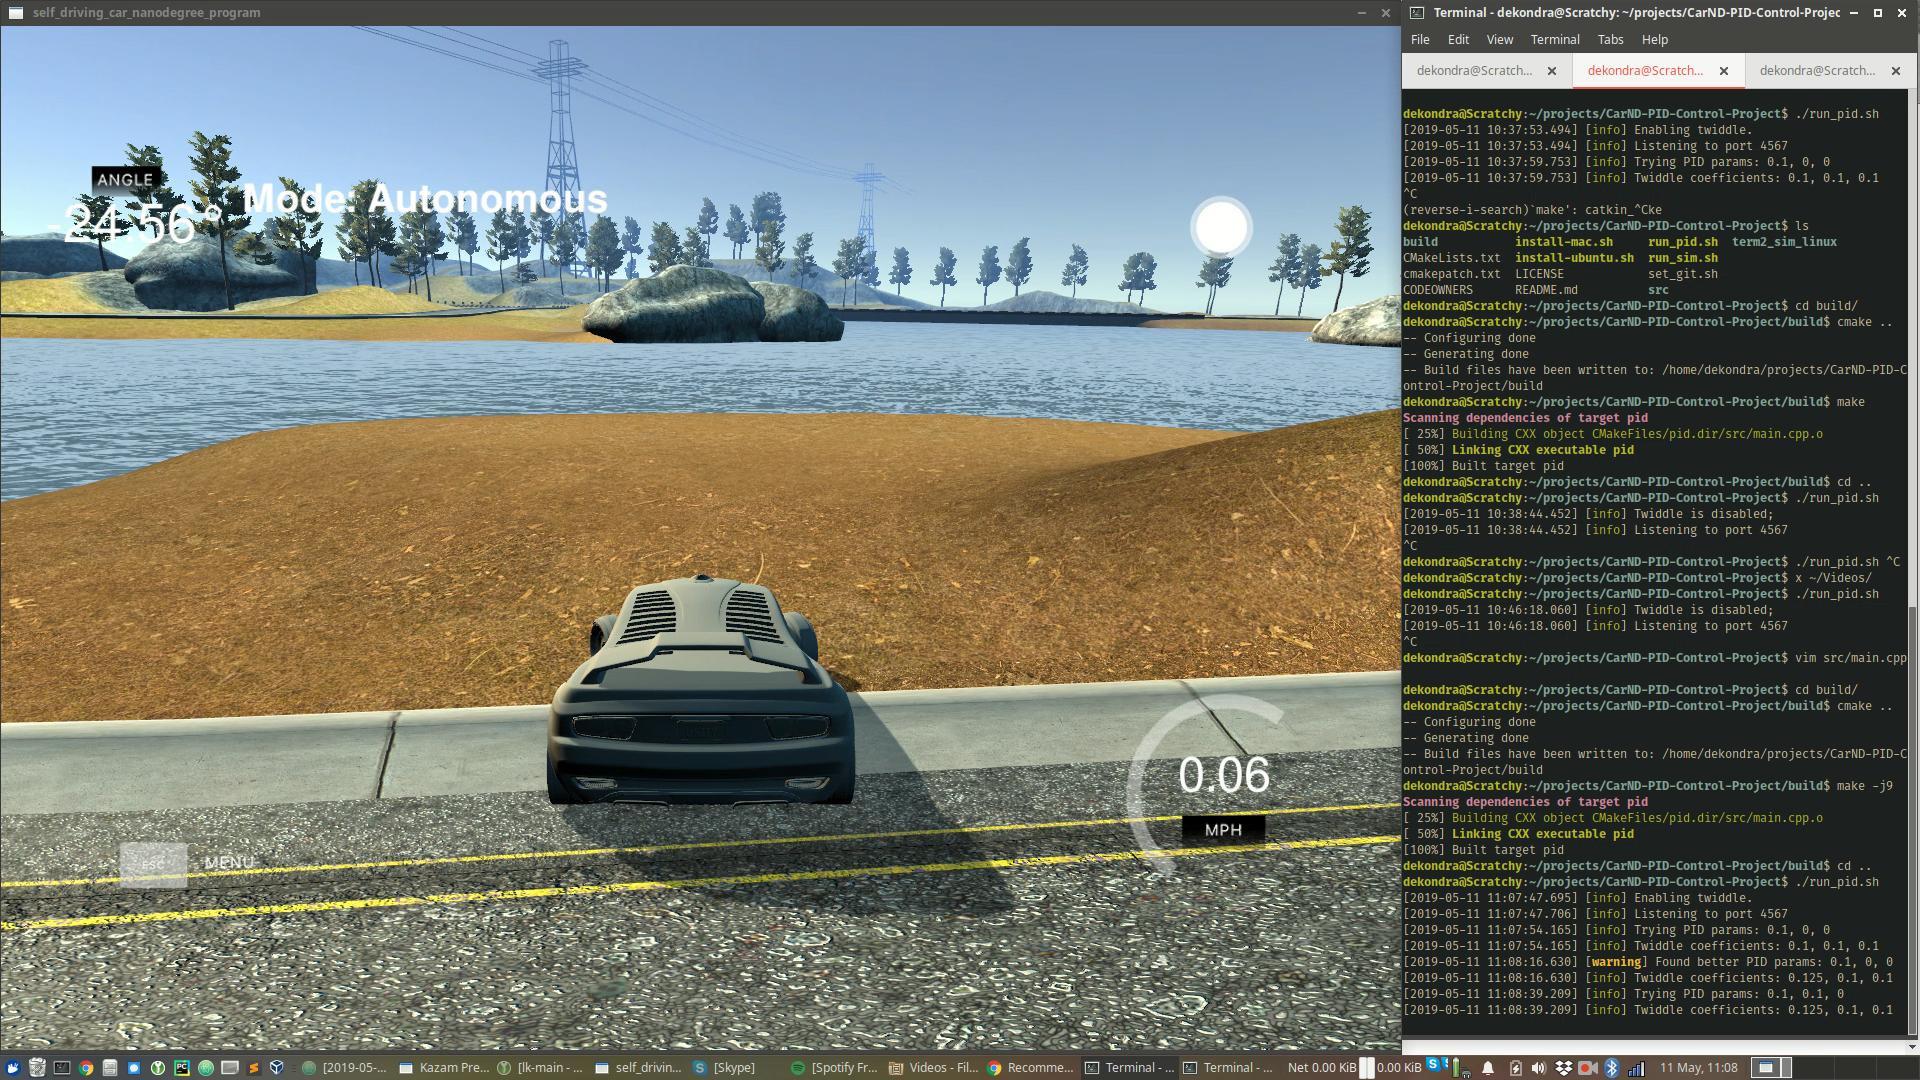 self_driving_car_nanodegree_program
ANGLE
-24.56°
Mode: Autonomous
0.06
MPH
ESC
MENU
Terminal - dekondra@Scratchy: ~/projects/CarND-PID-Control-Projec
File Edit View Terminal Tabs Help
dekondra@Scratch... dekondra@Scratch... dekondra@Scratch...
dekondra@Scratchy:~/projects/CarND-PID-Control-Project$ ./run_pid.sh
[2019-05-11 10:37:53.494] [info] Enabling twiddle.
[2019-05-11 10:37:53.494] [info] Listening to port 4567
[2019-05-11 10:37:59.753] [info] Trying PID params: 0.1, 0, 0
[2019-05-11 10:37:59.753] [info] Twiddle coefficients: 0.1, 0.1, 0.1
^C
(reverse-i-search)`make': catkin_^Cke
dekondra@Scratchy:~/projects/CarND-PID-Control-Project$ ls
build install-mac.sh run_pid.sh term2_sim_linux
CMakeLists.txt install-ubuntu.sh run_sim.sh
cmakepatch.txt LICENSE set_git.sh
CODEOWNERS README.md src
dekondra@Scratchy:~/projects/CarND-PID-Control-Project$ cd build/
dekondra@Scratchy:~/projects/CarND-PID-Control-Project/build$ cmake ..
-- Configuring done
-- Generating done
-- Build files have been written to: /home/dekondra/projects/CarND-PID-C
ontrol-Project/build
dekondra@Scratchy:~/projects/CarND-PID-Control-Project/build$ make
Scanning dependencies of target pid
[ 25%] Building CXX object CMakeFiles/pid.dir/src/main.cpp.o
[ 50%] Linking CXX executable pid
[100%] Built target pid
dekondra@Scratchy:~/projects/CarND-PID-Control-Project/build$ cd ..
dekondra@Scratchy:~/projects/CarND-PID-Control-Project$ ./run_pid.sh
[2019-05-11 10:38:44.452] [info] Twiddle is disabled;
[2019-05-11 10:38:44.452] [info] Listening to port 4567
^C
dekondra@Scratchy:~/projects/CarND-PID-Control-Project$ ./run_pid.sh ^C
dekondra@Scratchy:~/projects/CarND-PID-Control-Project$ x ~/Videos/
dekondra@Scratchy:~/projects/CarND-PID-Control-Project$ ./run_pid.sh
[2019-05-11 10:46:18.060] [info] Twiddle is disabled;
[2019-05-11 10:46:18.060] [info] Listening to port 4567
^C
dekondra@Scratchy:~/projects/CarND-PID-Control-Project$ vim src/main.cpp
dekondra@Scratchy:~/projects/CarND-PID-Control-Project$ cd build/
dekondra@Scratchy:~/projects/CarND-PID-Control-Project/build$ cmake ..
-- Configuring done
-- Generating done
-- Build files have been written to: /home/dekondra/projects/CarND-PID-C
ontrol-Project/build
dekondra@Scratchy:~/projects/CarND-PID-Control-Project/build$ make -j9
Scanning dependencies of target pid
[ 25%] Building CXX object CMakeFiles/pid.dir/src/main.cpp.o
[ 50%] Linking CXX executable pid
[100%] Built target pid
dekondra@Scratchy:~/projects/CarND-PID-Control-Project/build$ cd ..
dekondra@Scratchy:~/projects/CarND-PID-Control-Project$ ./run_pid.sh
[2019-05-11 11:07:47.695] [info] Enabling twiddle.
[2019-05-11 11:07:47.706] [info] Listening to port 4567
[2019-05-11 11:07:54.165] [info] Trying PID params: 0.1, 0, 0
[2019-05-11 11:07:54.165] [info] Twiddle coefficients: 0.1, 0.1, 0.1
[2019-05-11 11:08:16.630] [warning] Found better PID params: 0.1, 0, 0
[2019-05-11 11:08:16.630] [info] Twiddle coefficients: 0.125, 0.1, 0.1
[2019-05-11 11:08:39.209] [info] Trying PID params: 0.1, 0.1, 0
[2019-05-11 11:08:39.209] [info] Twiddle coefficients: 0.125, 0.1, 0.1
[2019-05-... Kazam Pre... [lk-main - ... self_drivin... [Skype] [Spotify Fr... Videos - Fil... Recomme... Terminal - ... Terminal - ... Net 0.00 KiB 0.00 KiB 11 May, 11:08